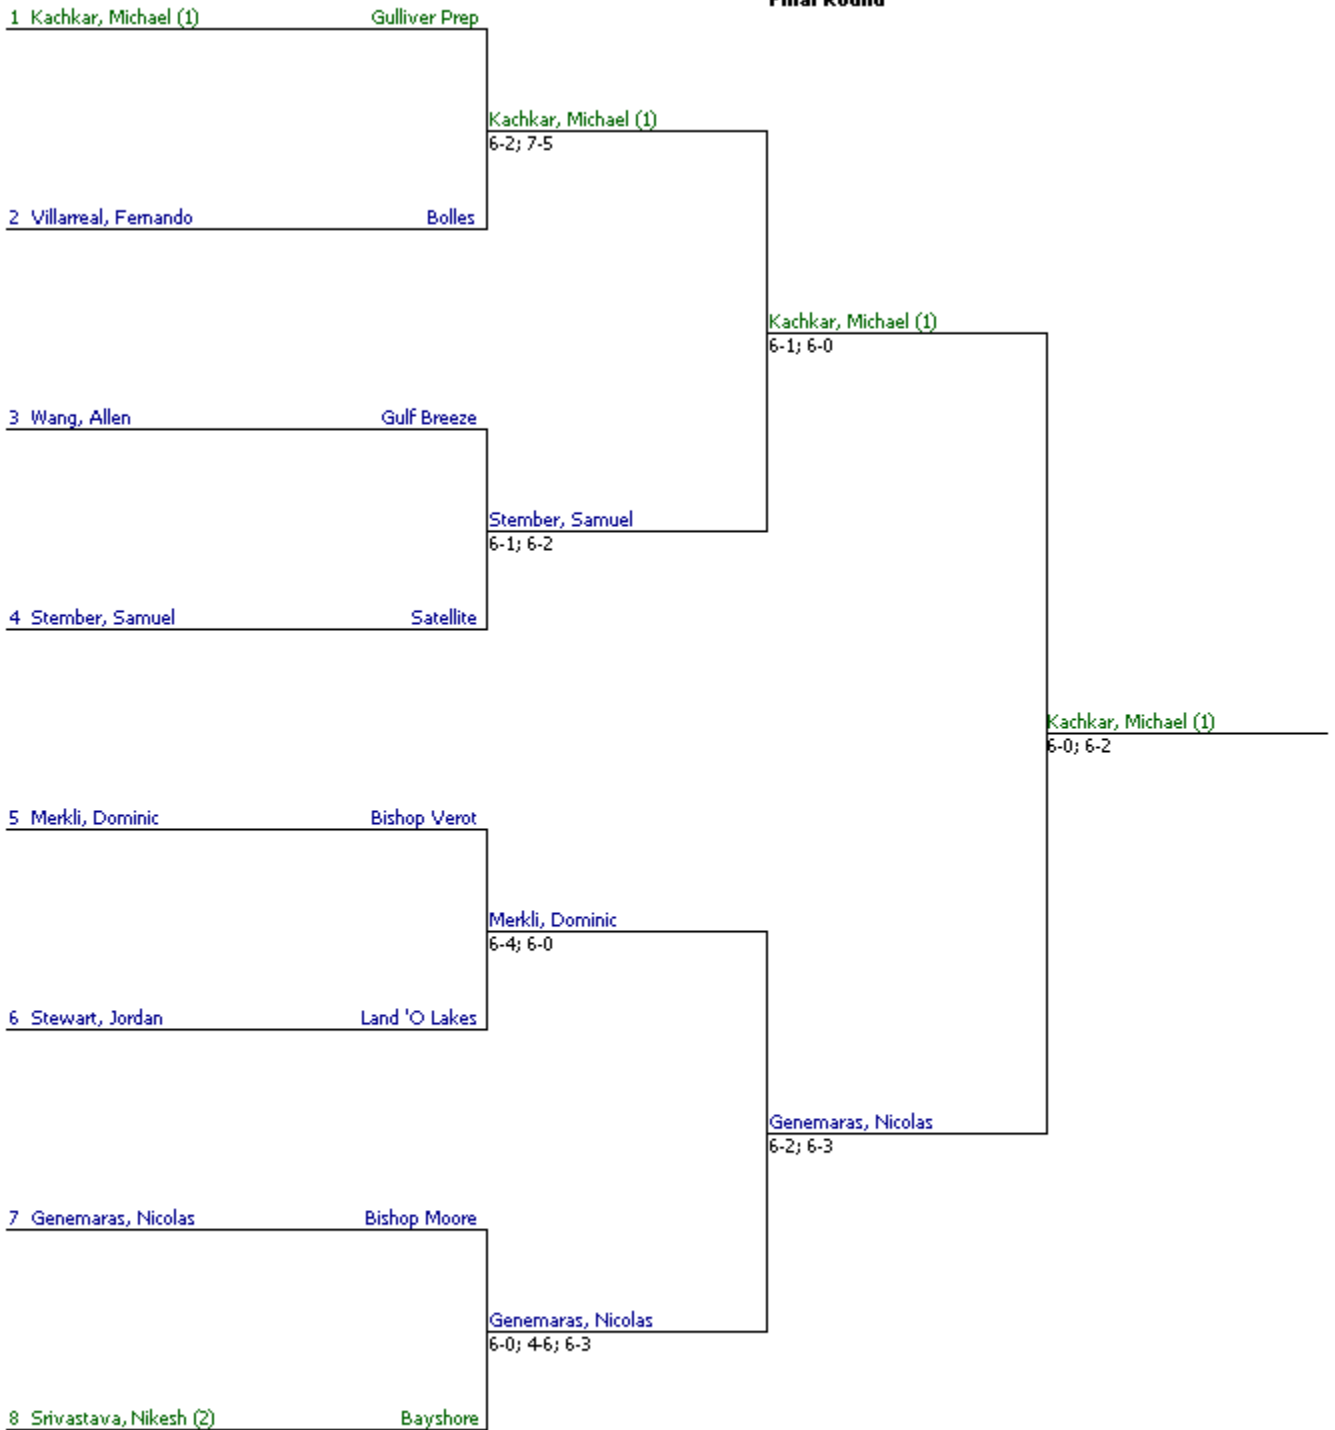 Final Round
1 Kachkar, Michael (1) Gulliver Prep
Kachkar, Michael (1)
6-2; 7-5
2 Villarreal, Fernando Bolles
Kachkar, Michael (1)
6-1; 6-0
3 Wang, Allen Gulf Breeze
Stember, Samuel
6-1; 6-2
4 Stember, Samuel Satellite
Kachkar, Michael (1)
6-0; 6-2
5 Merkli, Dominic Bishop Verot
Merkli, Dominic
6-4; 6-0
6 Stewart, Jordan Land 'O Lakes
Genemaras, Nicolas
6-2; 6-3
7 Genemaras, Nicolas Bishop Moore
Genemaras, Nicolas
6-0; 4-6; 6-3
8 Srivastava, Nikesh (2) Bayshore